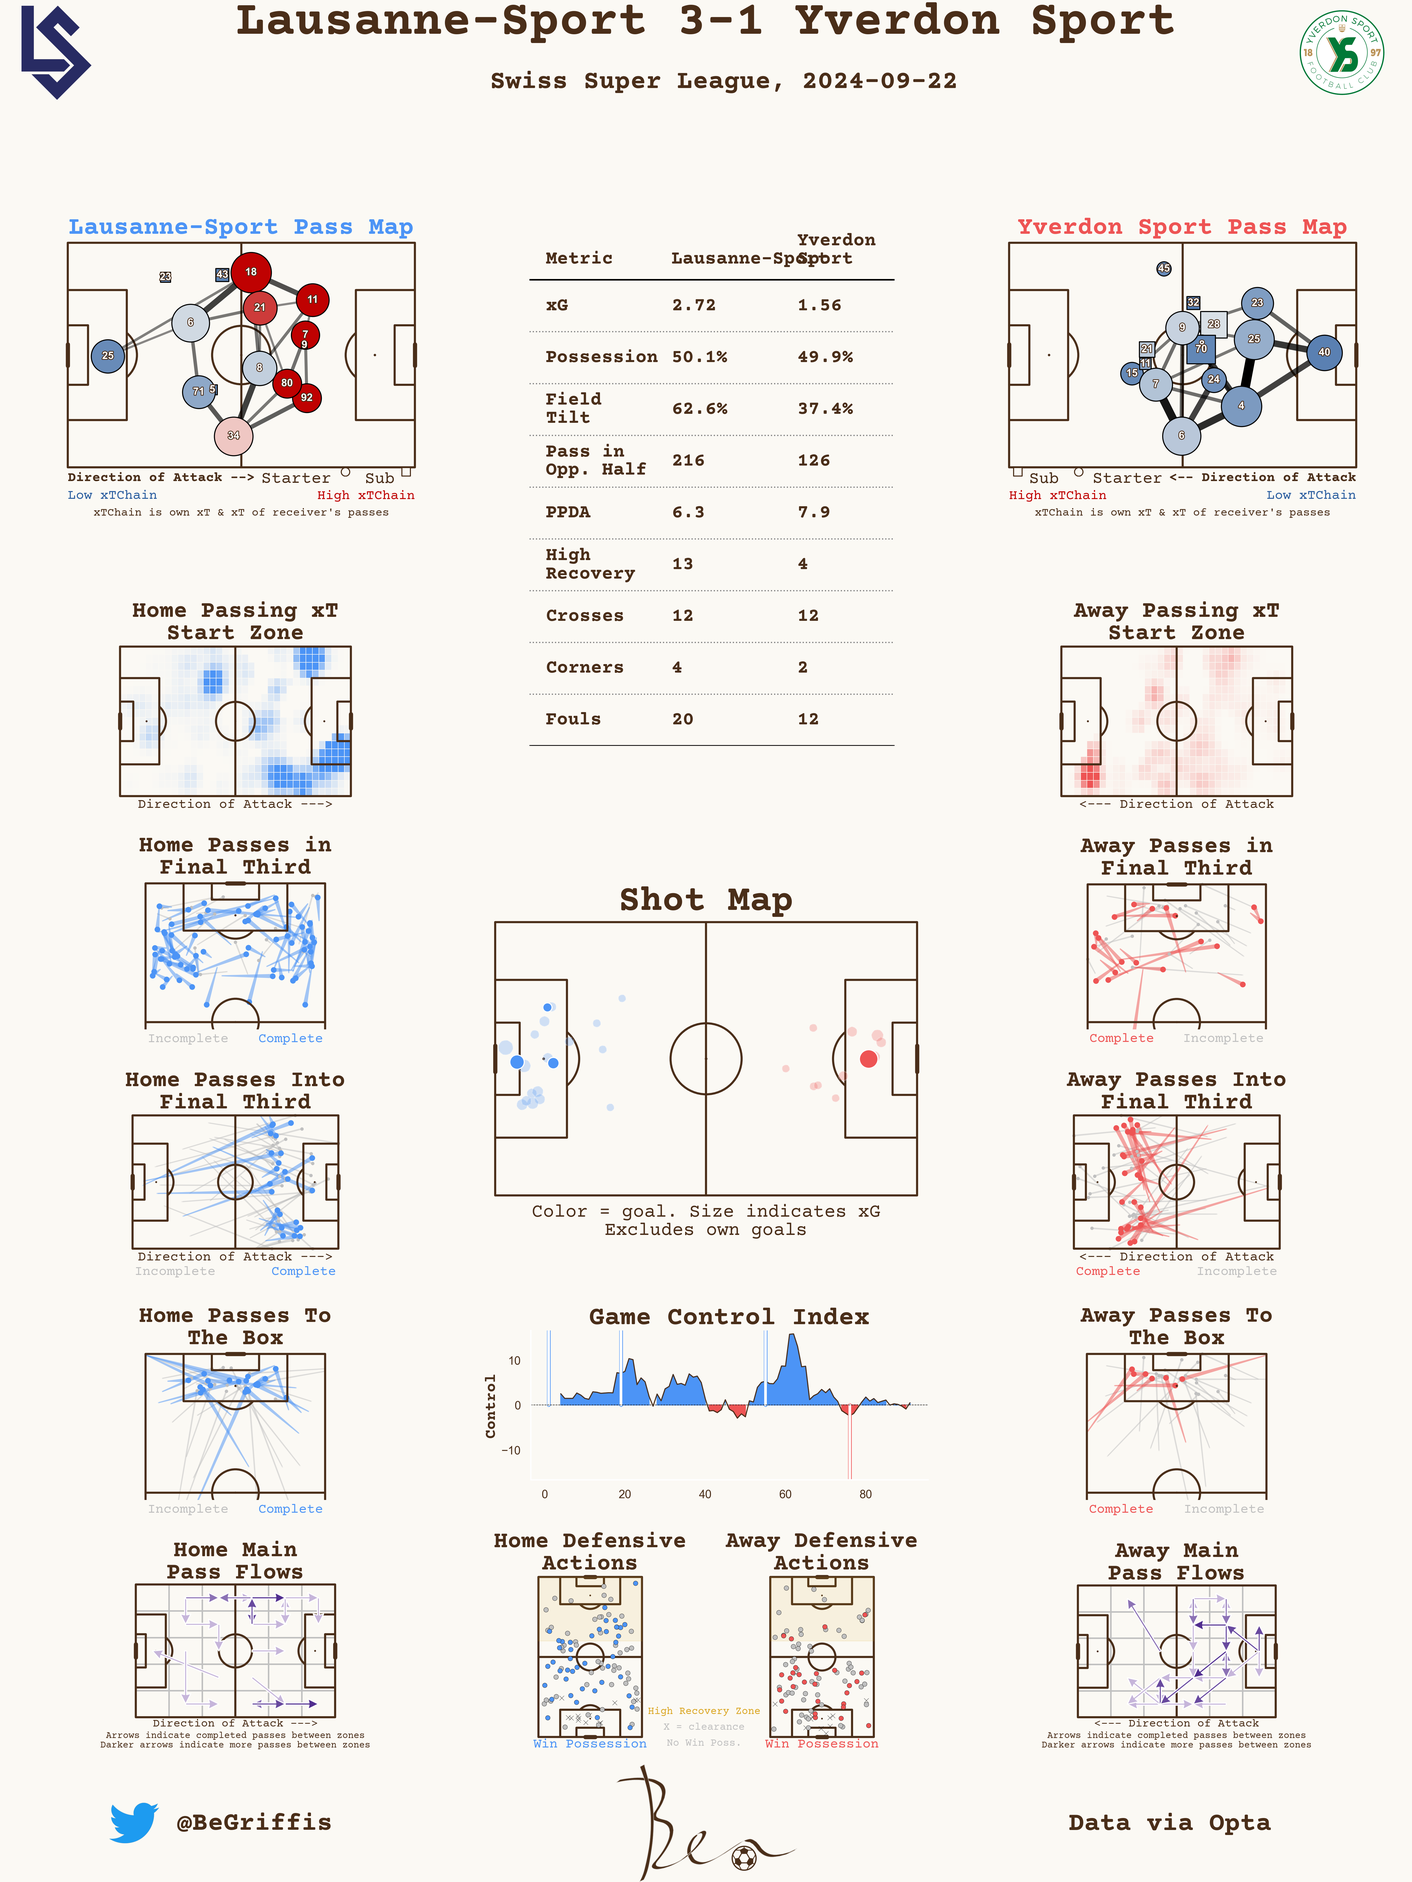 Lausanne-Sport 3-1 Yverdon Sport
Swiss Super League, 2024-09-22
YVERDON SPORT
18 97
FOOTBALL CLUB
Lausanne-Sport Pass Map
23 43 18 11 21 6 7 9 25 8 80 71 5 92 34
Direction of Attack --> Starter Sub
Low xTChain High xTChain
xTChain is own xT & xT of receiver's passes
Metric Lausanne-Sport Yverdon Sport
xG 2.72 1.56
Possession 50.1% 49.9%
Field Tilt 62.6% 37.4%
Pass in Opp. Half 216 126
PPDA 6.3 7.9
High Recovery 13 4
Crosses 12 12
Corners 4 2
Fouls 20 12
Yverdon Sport Pass Map
45 32 23 9 28 25 21 70 40 11 15 7 24 4 6
Sub Starter <-- Direction of Attack
High xTChain Low xTChain
xTChain is own xT & xT of receiver's passes
Home Passing xT
Start Zone
Direction of Attack --->
Away Passing xT
Start Zone
<--- Direction of Attack
Home Passes in
Final Third
Incomplete Complete
Away Passes in
Final Third
Complete Incomplete
Shot Map
Color = goal. Size indicates xG
Excludes own goals
Home Passes Into
Final Third
Direction of Attack --->
Incomplete Complete
Away Passes Into
Final Third
<--- Direction of Attack
Complete Incomplete
Home Passes To
The Box
Incomplete Complete
Game Control Index
Control
10
0
−10
0 20 40 60 80
Away Passes To
The Box
Complete Incomplete
Home Main
Pass Flows
Direction of Attack --->
Arrows indicate completed passes between zones
Darker arrows indicate more passes between zones
Home Defensive
Actions
Win Possession
Away Defensive
Actions
Win Possession
High Recovery Zone
X = clearance
No Win Poss.
Away Main
Pass Flows
<--- Direction of Attack
Arrows indicate completed passes between zones
Darker arrows indicate more passes between zones
@BeGriffis
Ben
Data via Opta